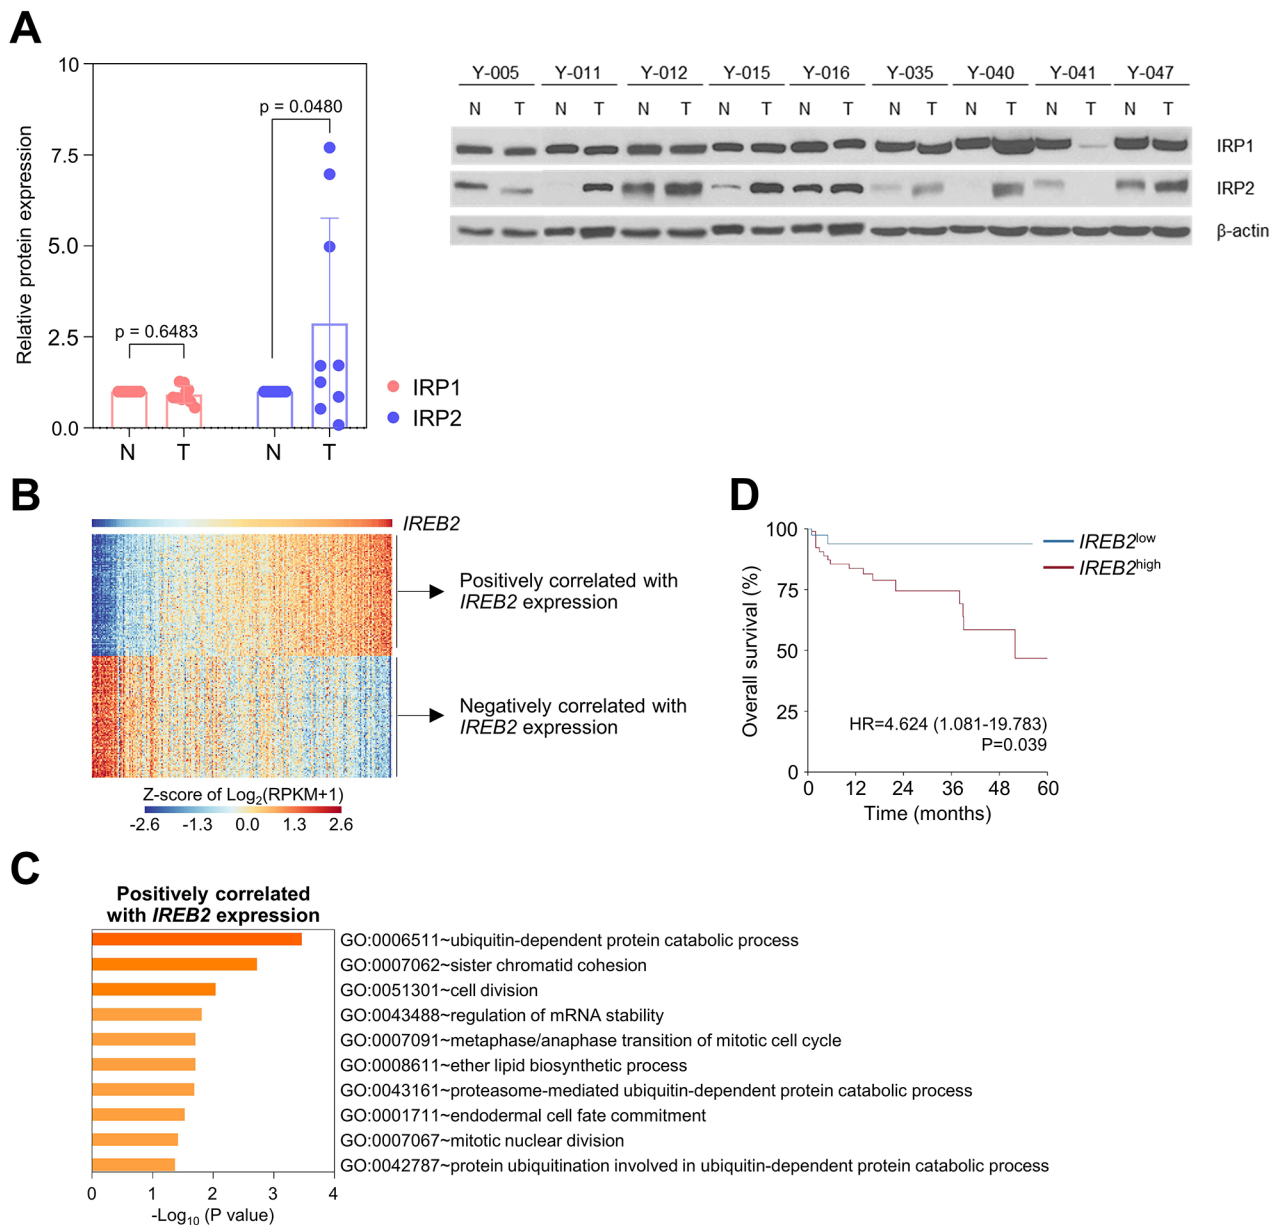 A
10
7.5
5.0
2.5
0.0
Relative protein expression
p = 0.0480
p = 0.6483
N
T
N
T
IRP1
IRP2
Y-005
Y-011
Y-012
Y-015
Y-016
Y-035
Y-040
Y-041
Y-047
N T N T N T N T N T N T N T N T N T
IRP1
IRP2
β-actin
B
IREB2
Positively correlated with
IREB2 expression
Negatively correlated with
IREB2 expression
Z-score of Log2(RPKM+1)
-2.6 -1.3 0.0 1.3 2.6
D
100
75
50
25
0
Overall survival (%)
IREB2low
IREB2high
HR=4.624 (1.081-19.783)
P=0.039
0 12 24 36 48 60
Time (months)
C
Positively correlated
with IREB2 expression
GO:0006511~ubiquitin-dependent protein catabolic process
GO:0007062~sister chromatid cohesion
GO:0051301~cell division
GO:0043488~regulation of mRNA stability
GO:0007091~metaphase/anaphase transition of mitotic cell cycle
GO:0008611~ether lipid biosynthetic process
GO:0043161~proteasome-mediated ubiquitin-dependent protein catabolic process
GO:0001711~endodermal cell fate commitment
GO:0007067~mitotic nuclear division
GO:0042787~protein ubiquitination involved in ubiquitin-dependent protein catabolic process
0 1 2 3 4
-Log10 (P value)